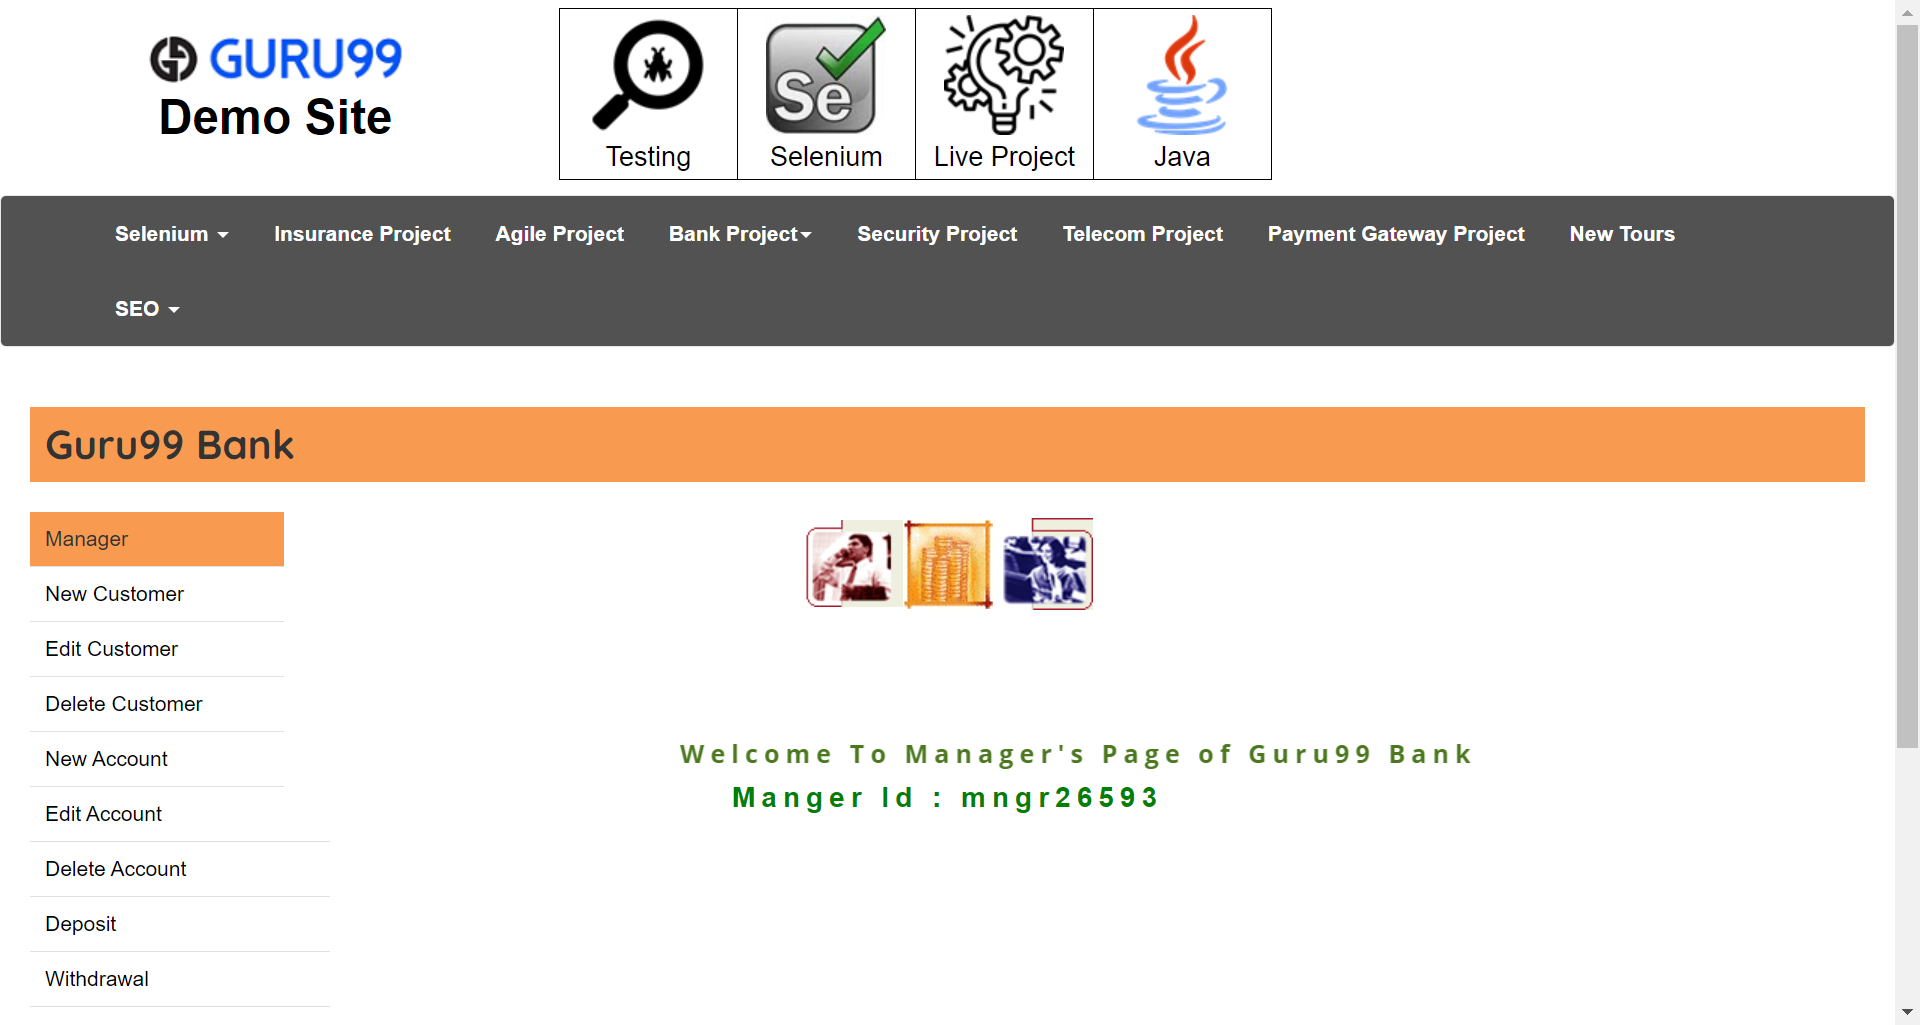 GURU99
Demo Site
Testing
Se
Selenium
Live Project
Java
Selenium
Insurance Project
Agile Project
Bank Project
Security Project
Telecom Project
Payment Gateway Project
New Tours
SEO
Guru99 Bank
Manager
New Customer
Edit Customer
Delete Customer
New Account
Edit Account
Delete Account
Deposit
Withdrawal
Welcome To Manager's Page of Guru99 Bank
Manger Id : mngr26593